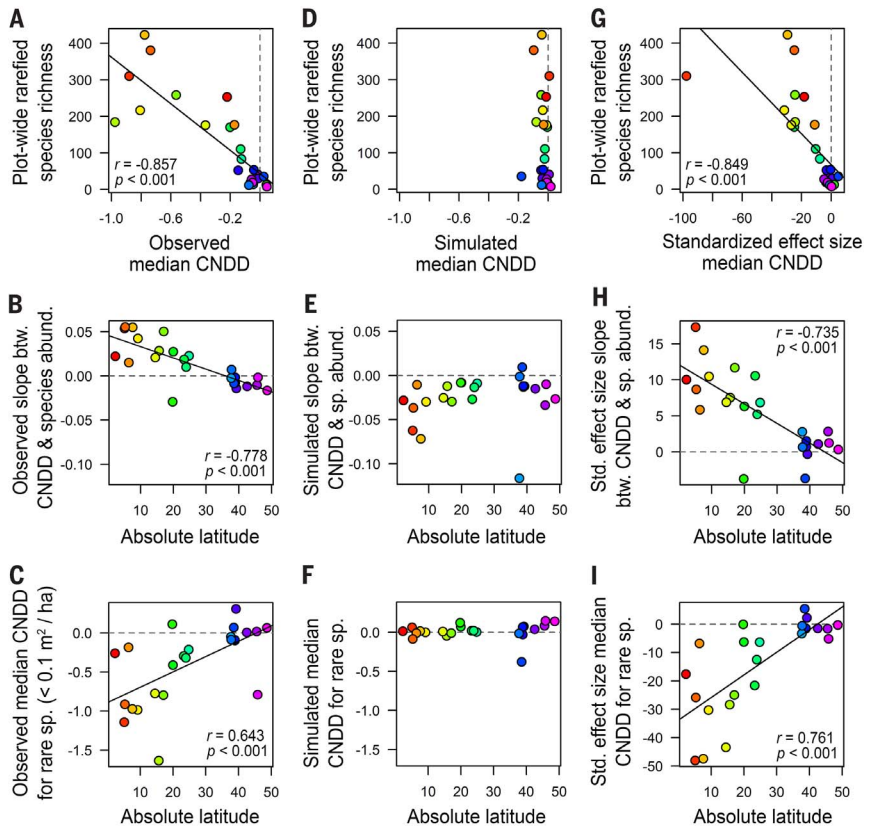 A
Plot-wide rarefied
species richness
400
300
200
100
0
r = -0.857
p < 0.001
-1.0
-0.6
-0.2
Observed
median CNDD
D
Plot-wide rarefied
species richness
400
300
200
100
0
-1.0
-0.6
-0.2
Simulated
median CNDD
G
Plot-wide rarefied
species richness
400
300
200
100
0
r = -0.849
p < 0.001
-100
-60
-20
0
Standardized effect size
median CNDD
B
Observed slope btw.
CNDD & species abund.
0.05
0.00
-0.05
-0.10
r = -0.778
p < 0.001
10
20
30
40
50
Absolute latitude
E
Simulated slope btw.
CNDD & sp. abund.
0.05
0.00
-0.05
-0.10
10
20
30
40
50
Absolute latitude
H
Std. effect size slope
btw. CNDD & sp. abund.
15
10
5
0
r = -0.735
p < 0.001
10
20
30
40
50
Absolute latitude
C
Observed median CNDD
for rare sp. (< 0.1 m² / ha)
0.0
-0.5
-1.0
-1.5
r = 0.643
p < 0.001
10
20
30
40
50
Absolute latitude
F
Simulated median
CNDD for rare sp.
0.0
-0.5
-1.0
-1.5
10
20
30
40
50
Absolute latitude
I
Std. effect size median
CNDD for rare sp.
0
-10
-20
-30
-40
-50
r = 0.761
p < 0.001
10
20
30
40
50
Absolute latitude